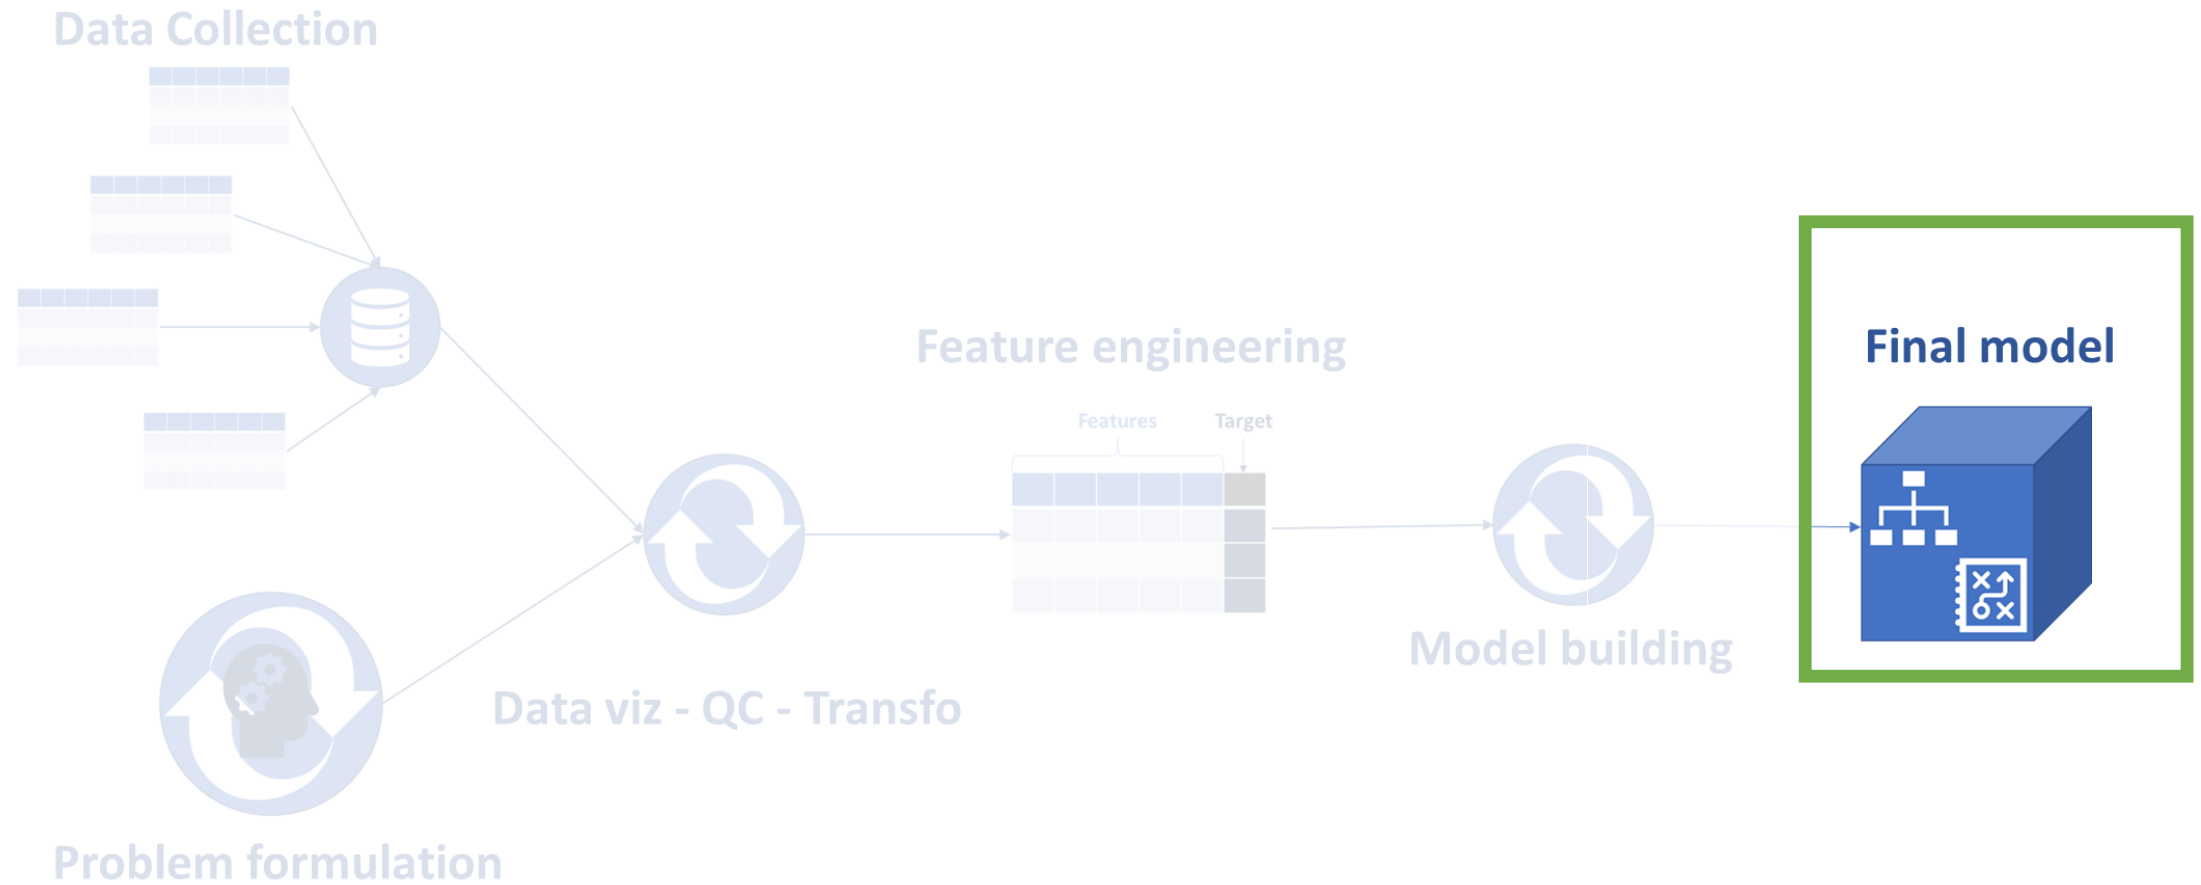 Data Collection
Feature engineering
Features
Target
Final model
Model building
Data viz - QC - Transfo
Problem formulation